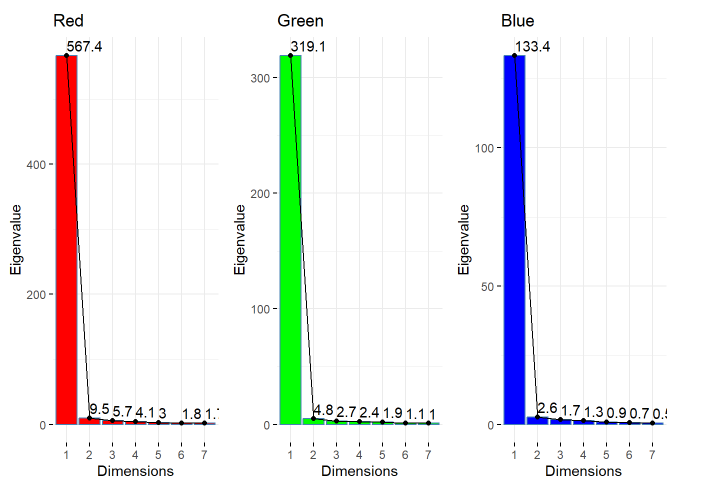 Red
567.4
9.5 5.7 4.1 3 1.8 1.
400
200
0
Eigenvalue
1 2 3 4 5 6 7
Dimensions
Green
319.1
4.8 2.7 2.4 1.9 1.1 1
300
200
100
0
Eigenvalue
1 2 3 4 5 6 7
Dimensions
Blue
133.4
2.6 1.7 1.3 0.9 0.7 0.5
100
50
0
Eigenvalue
1 2 3 4 5 6 7
Dimensions